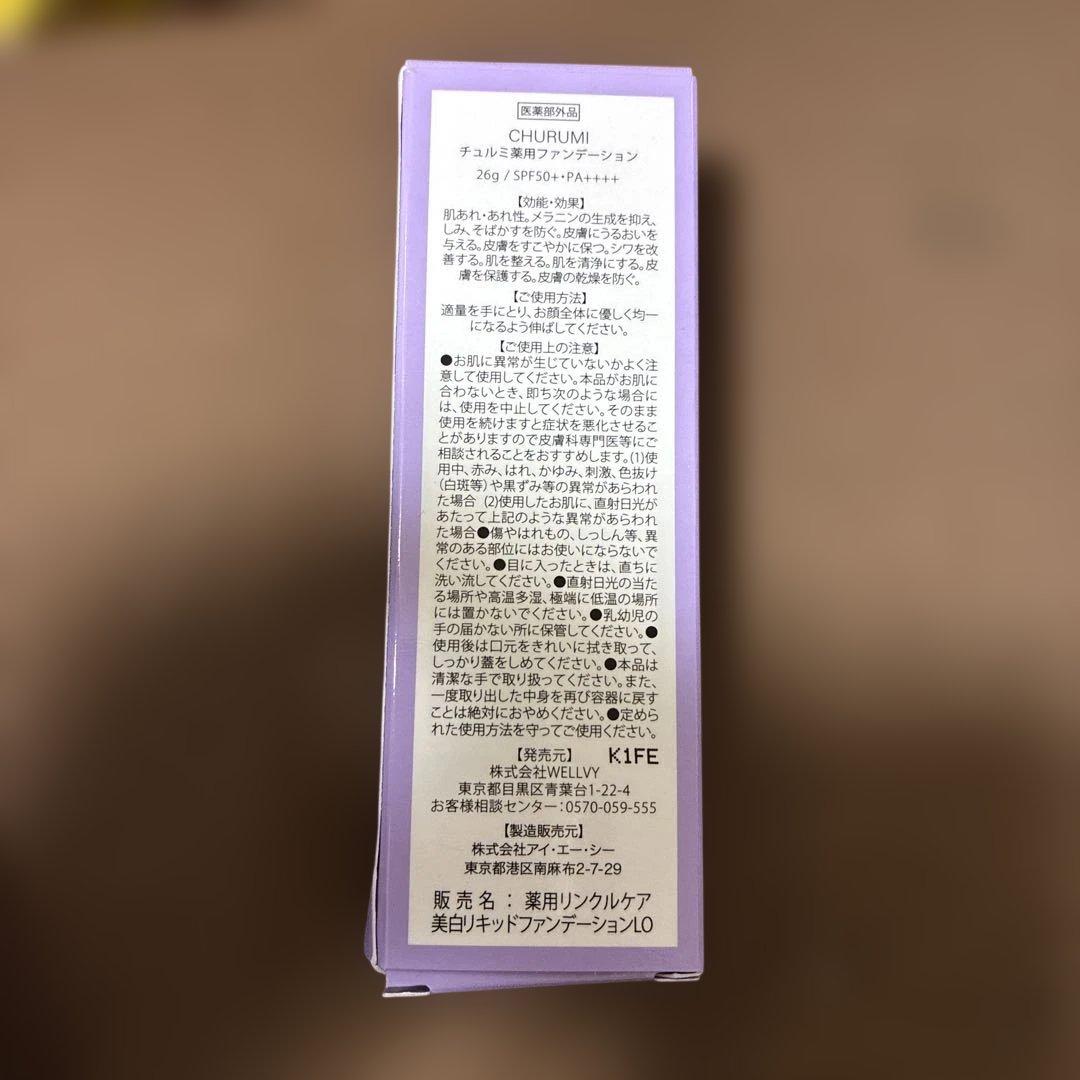 医薬部外品
CHURUMI
チュルミ薬用ファンデーション
26g / SPF50+・PA++++
【効能・効果】
肌あれ・あれ性。メラニンの生成を抑え、
しみ、そばかすを防ぐ。皮膚にうるおいを
与える。皮膚をすこやかに保つ。シワを改
善する。肌を整える。肌を清浄にする。皮
膚を保護する。皮膚の乾燥を防ぐ。
【ご使用方法】
適量を手にとり、お顔全体に優しく均一
になるよう伸ばしてください。
【ご使用上の注意】
●お肌に異常が生じていないかよく注
意して使用してください。本品がお肌に
合わないとき、即ち次のような場合に
は、使用を中止してください。そのまま
使用を続けますと症状を悪化させるこ
とがありますので皮膚科専門医等にご
相談されることをおすすめします。(1)使
用中、赤み、はれ、かゆみ、刺激、色抜け
(白斑等)や黒ずみ等の異常があらわれ
た場合 (2)使用したお肌に、直射日光が
あたって上記のような異常があらわれ
た場合●傷やはれもの、しっしん等、異
常のある部位にはお使いにならないで
ください。●目に入ったときは、直ちに
洗い流してください。●直射日光の当た
る場所や高温多湿、極端に低温の場所
には置かないでください。●乳幼児の
手の届かない所に保管してください。●
使用後は口元をきれいに拭き取って、
しっかり蓋をしめてください。●本品は
清潔な手で取り扱ってください。また、
一度取り出した中身を再び容器に戻す
ことは絶対におやめください。●定めら
れた使用方法を守ってご使用ください。
【発売元】 K1FE
株式会社WELLVY
東京都目黒区青葉台1-22-4
お客様相談センター:0570-059-555
【製造販売元】
株式会社アイ・エー・シー
東京都港区南麻布2-7-29
販売名：薬用リンクルケア
美白リキッドファンデーションLO